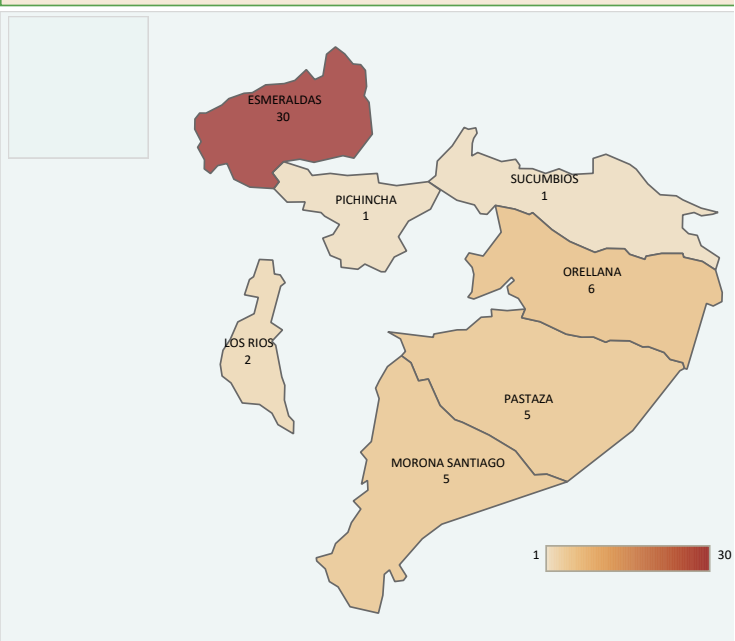 ESMERALDAS
30
PICHINCHA
1
SUCUMBIOS
1
ORELLANA
6
LOS RIOS
2
PASTAZA
5
MORONA SANTIAGO
5
1 30